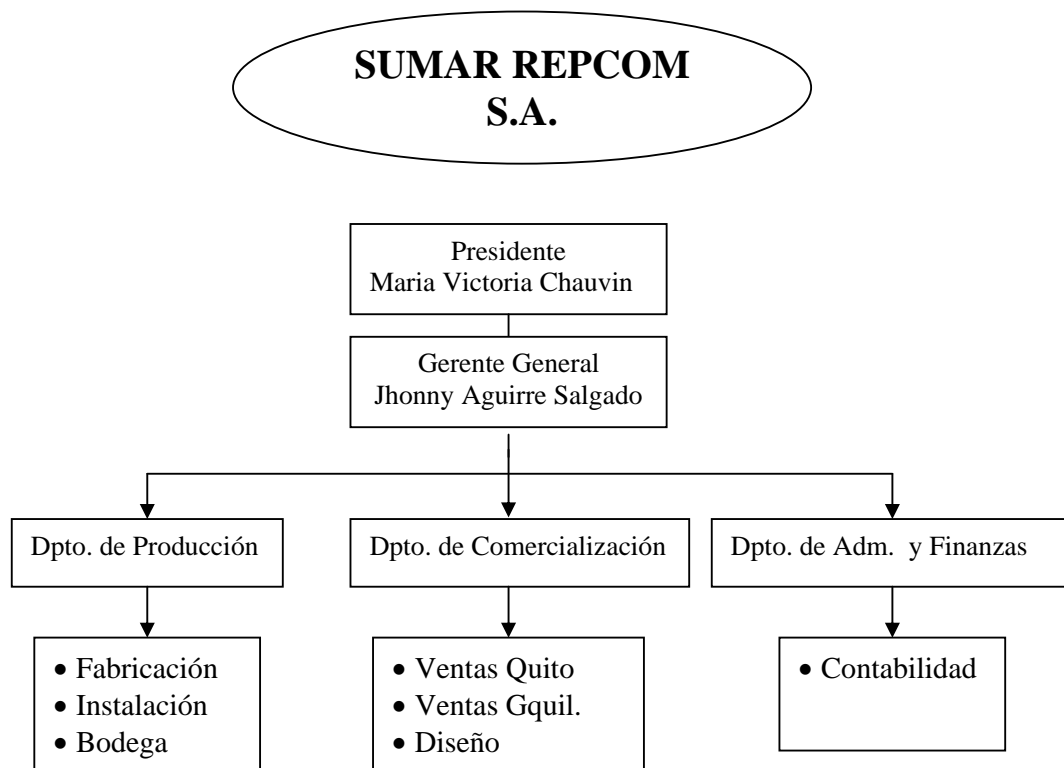 SUMAR REPCOM
S.A.
Presidente
Maria Victoria Chauvin
Gerente General
Jhonny Aguirre Salgado
Dpto. de Producción
Dpto. de Comercialización
Dpto. de Adm. y Finanzas
• Fabricación
• Instalación
• Bodega
• Ventas Quito
• Ventas Gquil.
• Diseño
• Contabilidad